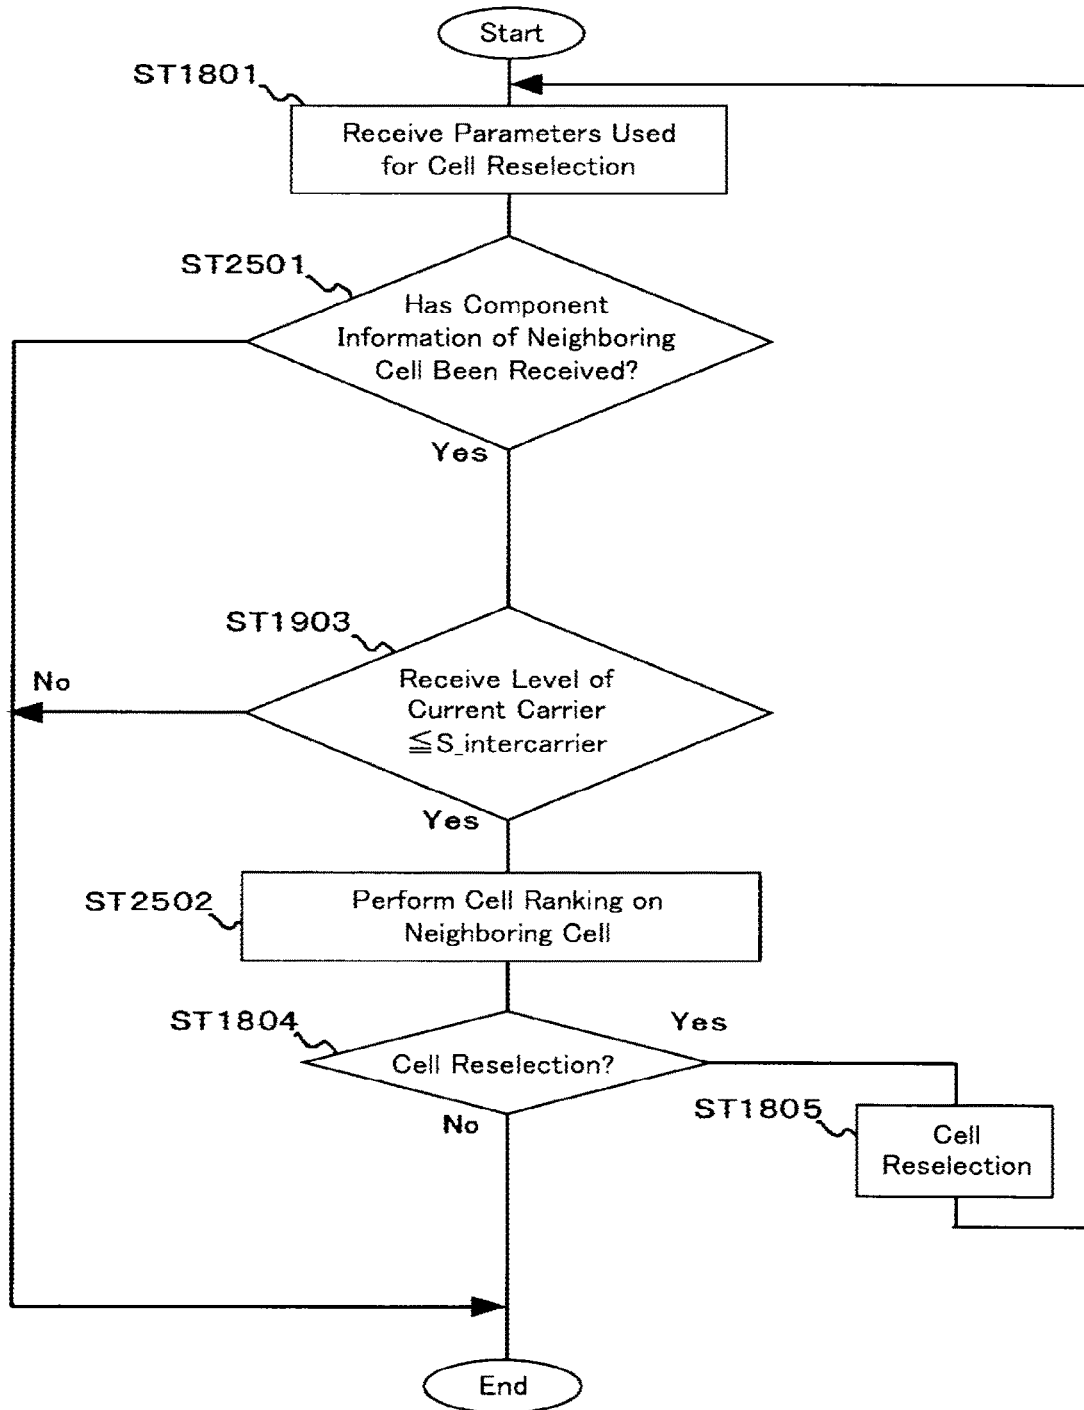 Start
ST1801
Receive Parameters Used
for Cell Reselection
ST2501
Has Component
Information of Neighboring
Cell Been Received?
Yes
ST1903
No
Receive Level of
Current Carrier
≦S_intercarrier
Yes
ST2502
Perform Cell Ranking on
Neighboring Cell
ST1804
Yes
Cell Reselection?
No
ST1805
Cell
Reselection
End